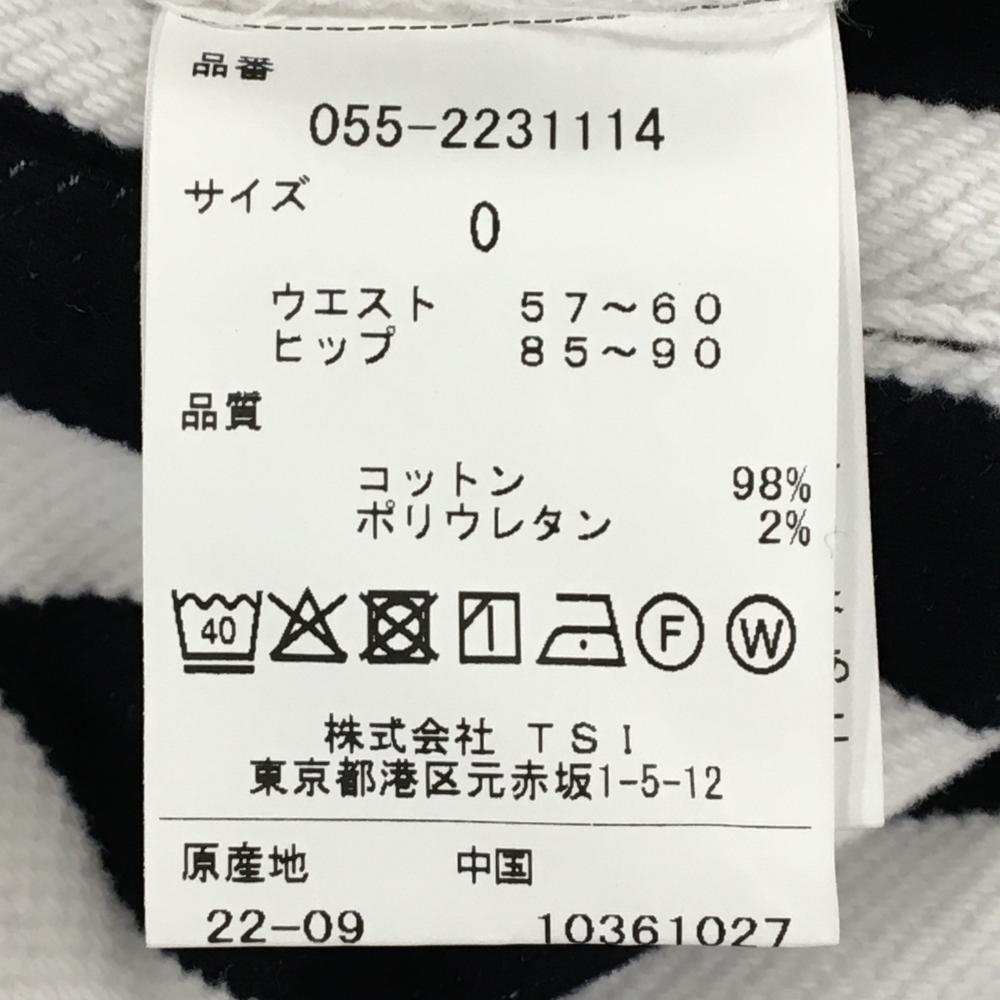 品番
055-2231114
サイズ
0
ウエスト 57~60
ヒップ 85~90
品質
コットン 98%
ポリウレタン 2%
40 F W
株式会社 TSI
東京都港区元赤坂1-5-12
原産地 中国
22-09 10361027